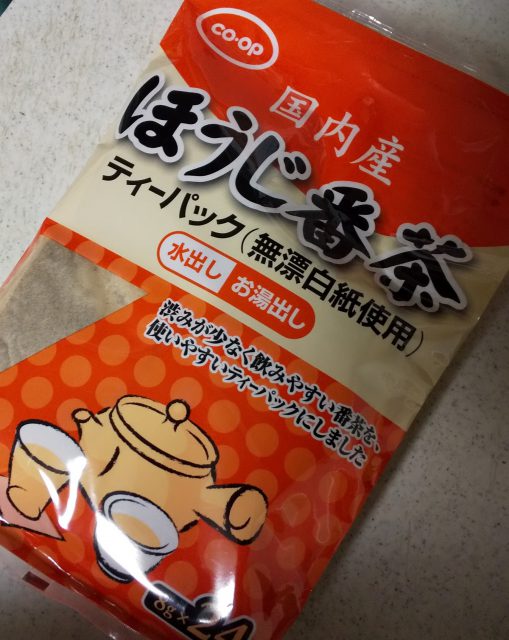 co・op
国内産
ほうじ番茶
ティーパック(無漂白紙使用)
水出し お湯出し
渋みが少なく飲みやすい番茶を、
使いやすいティーパックにしました
8g×24